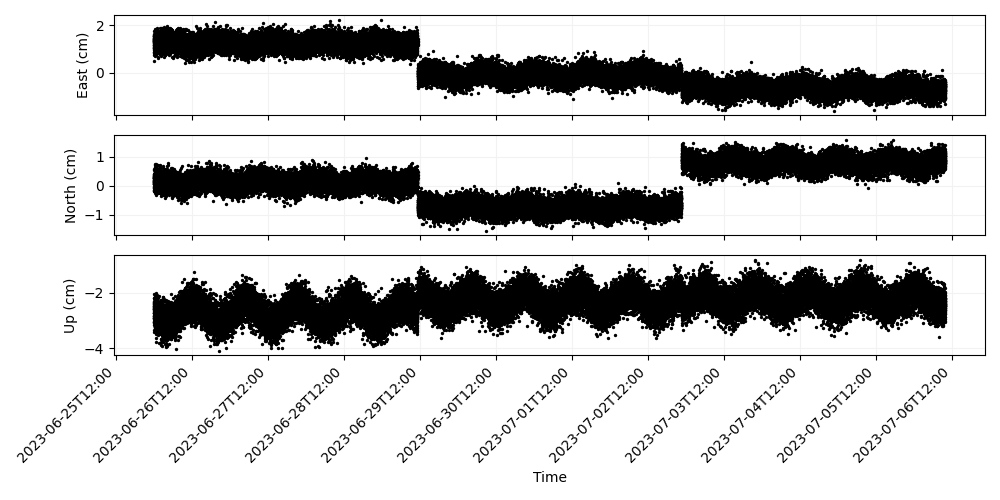 East (cm)
2
0
North (cm)
1
0
−1
Up (cm)
−2
−4
2023-06-25T12:00
2023-06-26T12:00
2023-06-27T12:00
2023-06-28T12:00
2023-06-29T12:00
2023-06-30T12:00
2023-07-01T12:00
2023-07-02T12:00
2023-07-03T12:00
2023-07-04T12:00
2023-07-05T12:00
2023-07-06T12:00
Time